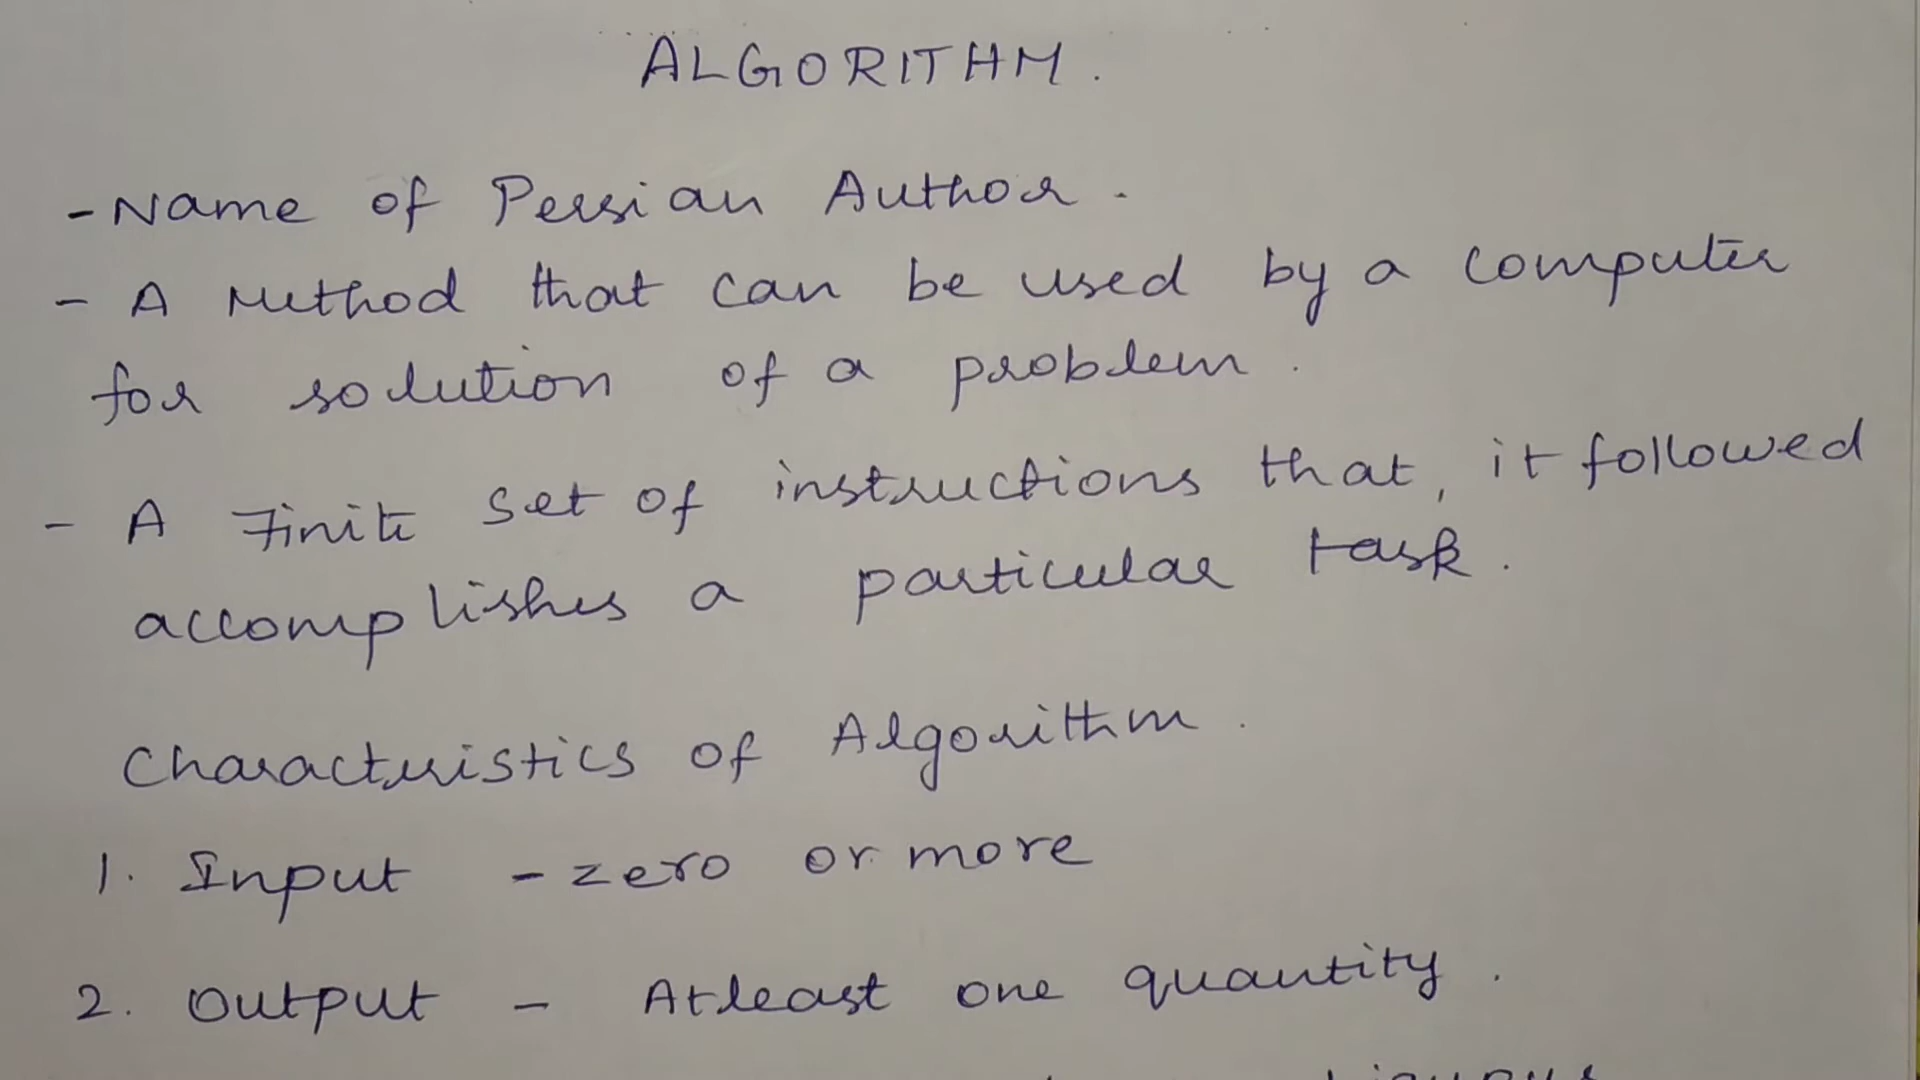 ALGORITHM.
- Name of Persian Author.
- A Method that can be used by a computer
for solution of a problem.
- A Finite set of instructions that, it followed
accomplishes a particular task.
Characteristics of Algorithm.
1. Input - zero or more
2. Output - Atleast one quantity.